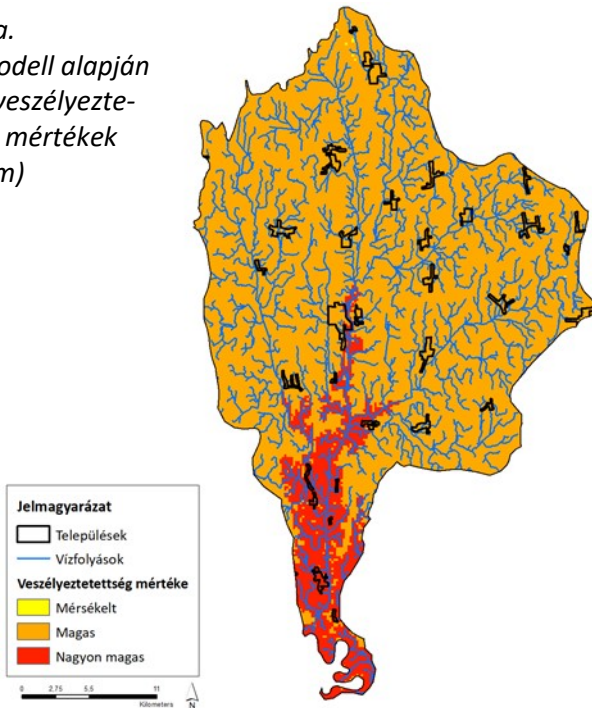 a.
odell alapján
veszélyezte-
mértékek
m)
Jelmagyarázat
Települések
Vízfolyások
Veszélyeztetettség mértéke
Mérsékelt
Magas
Nagyon magas
0 2.75 5.5 11
Kilometers
N